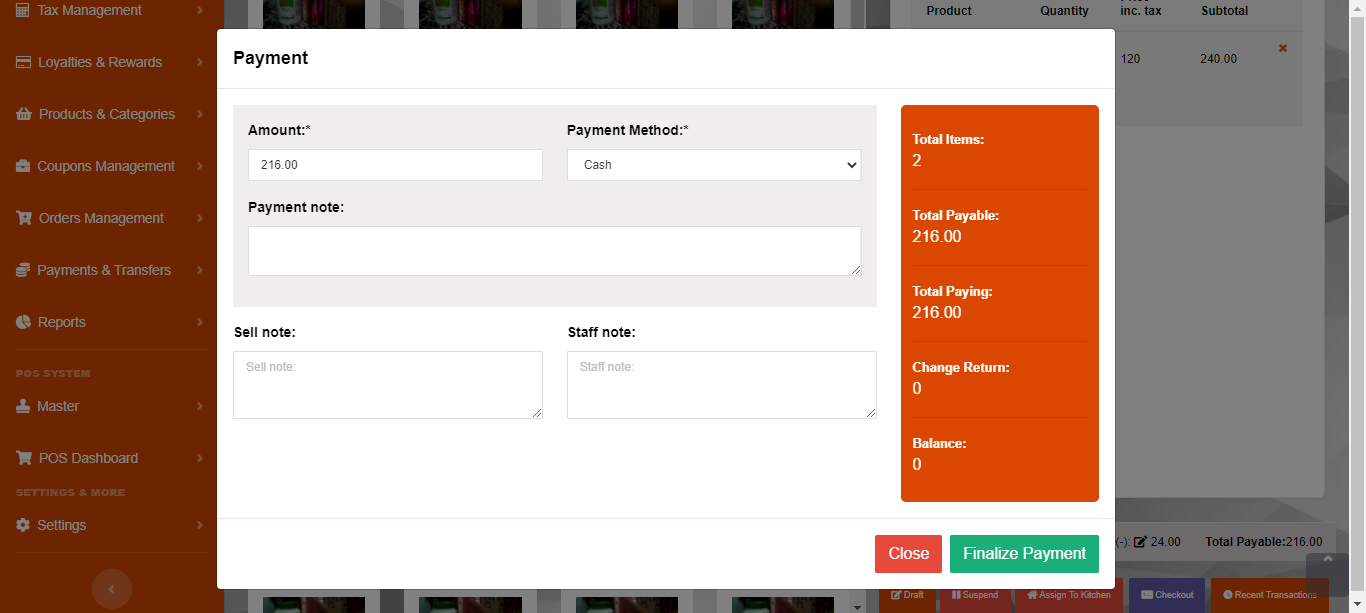 Tax Management
Loyalties & Rewards
Products & Categories
Coupons Management
Orders Management
Payments & Transfers
Reports
POS SYSTEM
Master
POS Dashboard
SETTINGS & MORE
Settings
Product Quantity inc. tax Subtotal
120 240.00
Payment
Amount:* Payment Method:*
216.00 Cash
Payment note:
Sell note: Staff note:
Sell note: Staff note:
Total Items:
2
Total Payable:
216.00
Total Paying:
216.00
Change Return:
0
Balance:
0
Close Finalize Payment
(-): 24.00 Total Payable:216.00
Draft Suspend Assign To Kitchen Checkout Recent Transactions